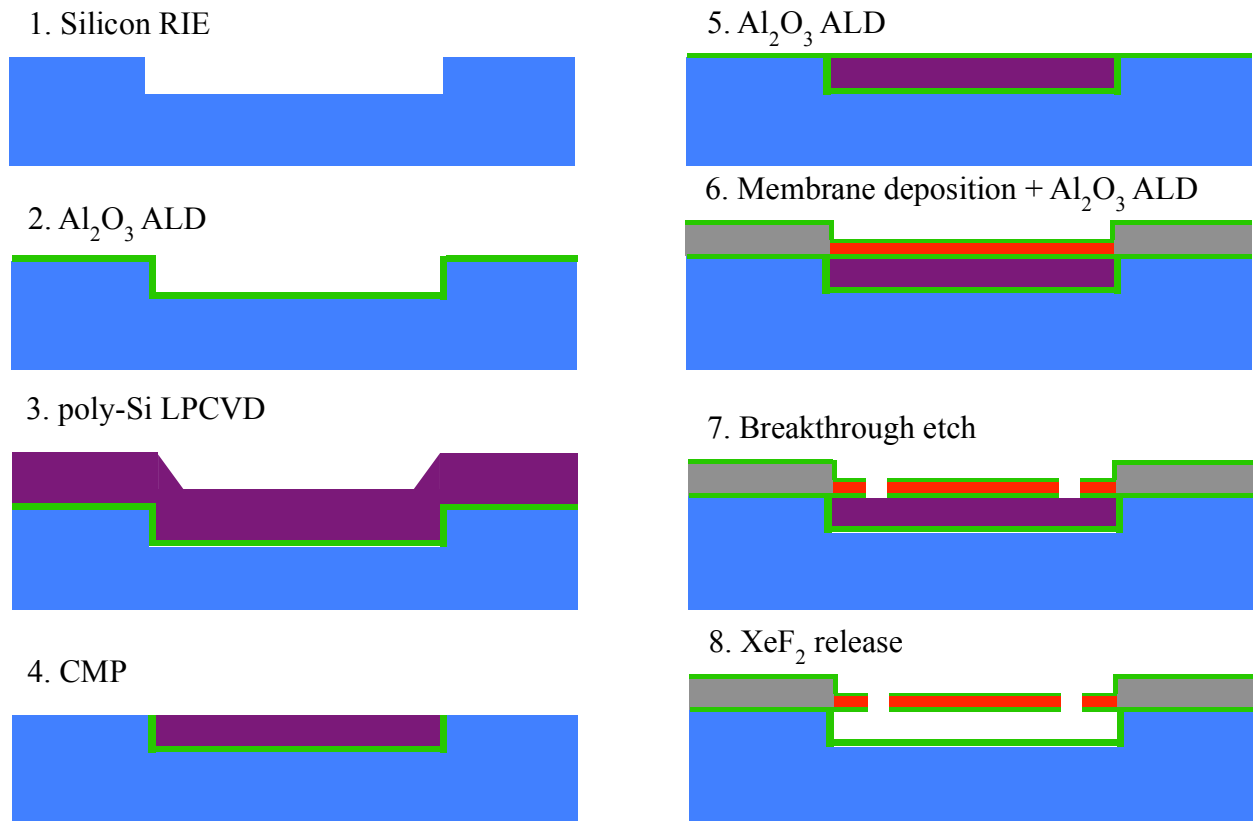 1. Silicon RIE
2. Al₂O₃ ALD
3. poly-Si LPCVD
4. CMP
5. Al₂O₃ ALD
6. Membrane deposition + Al₂O₃ ALD
7. Breakthrough etch
8. XeF₂ release